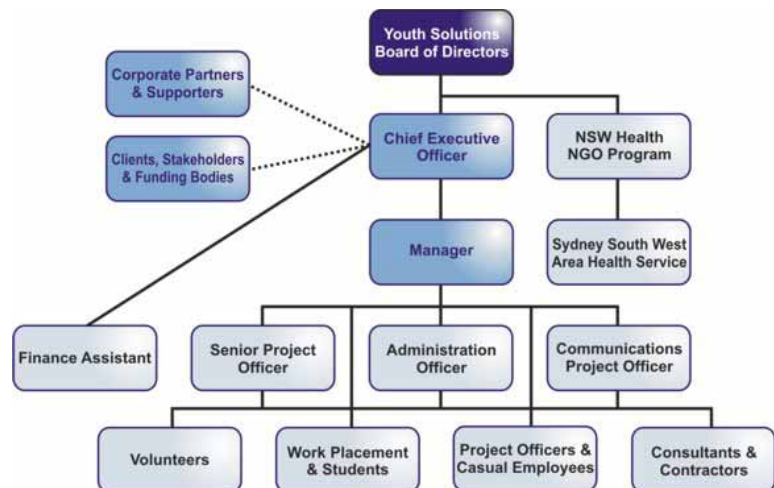 Youth Solutions
Board of Directors
Corporate Partners
& Supporters
Clients, Stakeholders
& Funding Bodies
Chief Executive
Officer
NSW Health
NGO Program
Manager
Sydney South West
Area Health Service
Finance Assistant
Senior Project
Officer
Administration
Officer
Communications
Project Officer
Volunteers
Work Placement
& Students
Project Officers &
Casual Employees
Consultants &
Contractors